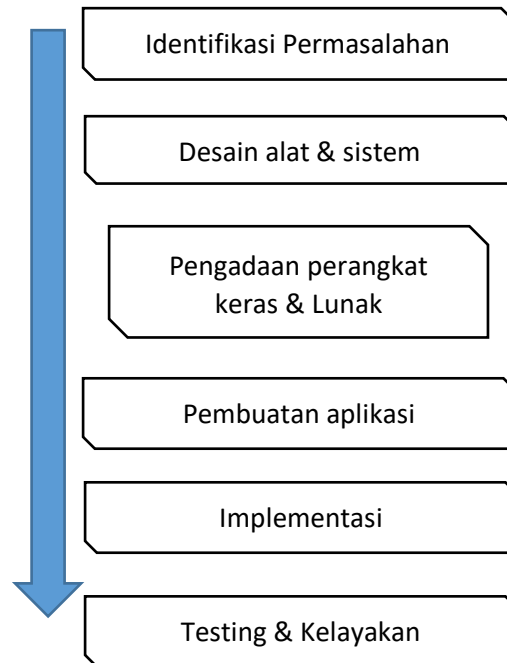 Identifikasi Permasalahan
Desain alat & sistem
Pengadaan perangkat
keras & Lunak
Pembuatan aplikasi
Implementasi
Testing & Kelayakan